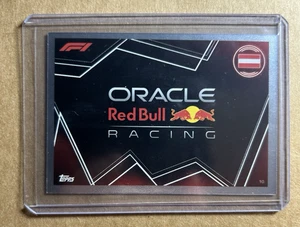 F1
ORACLE
Red Bull
RACING
Topps